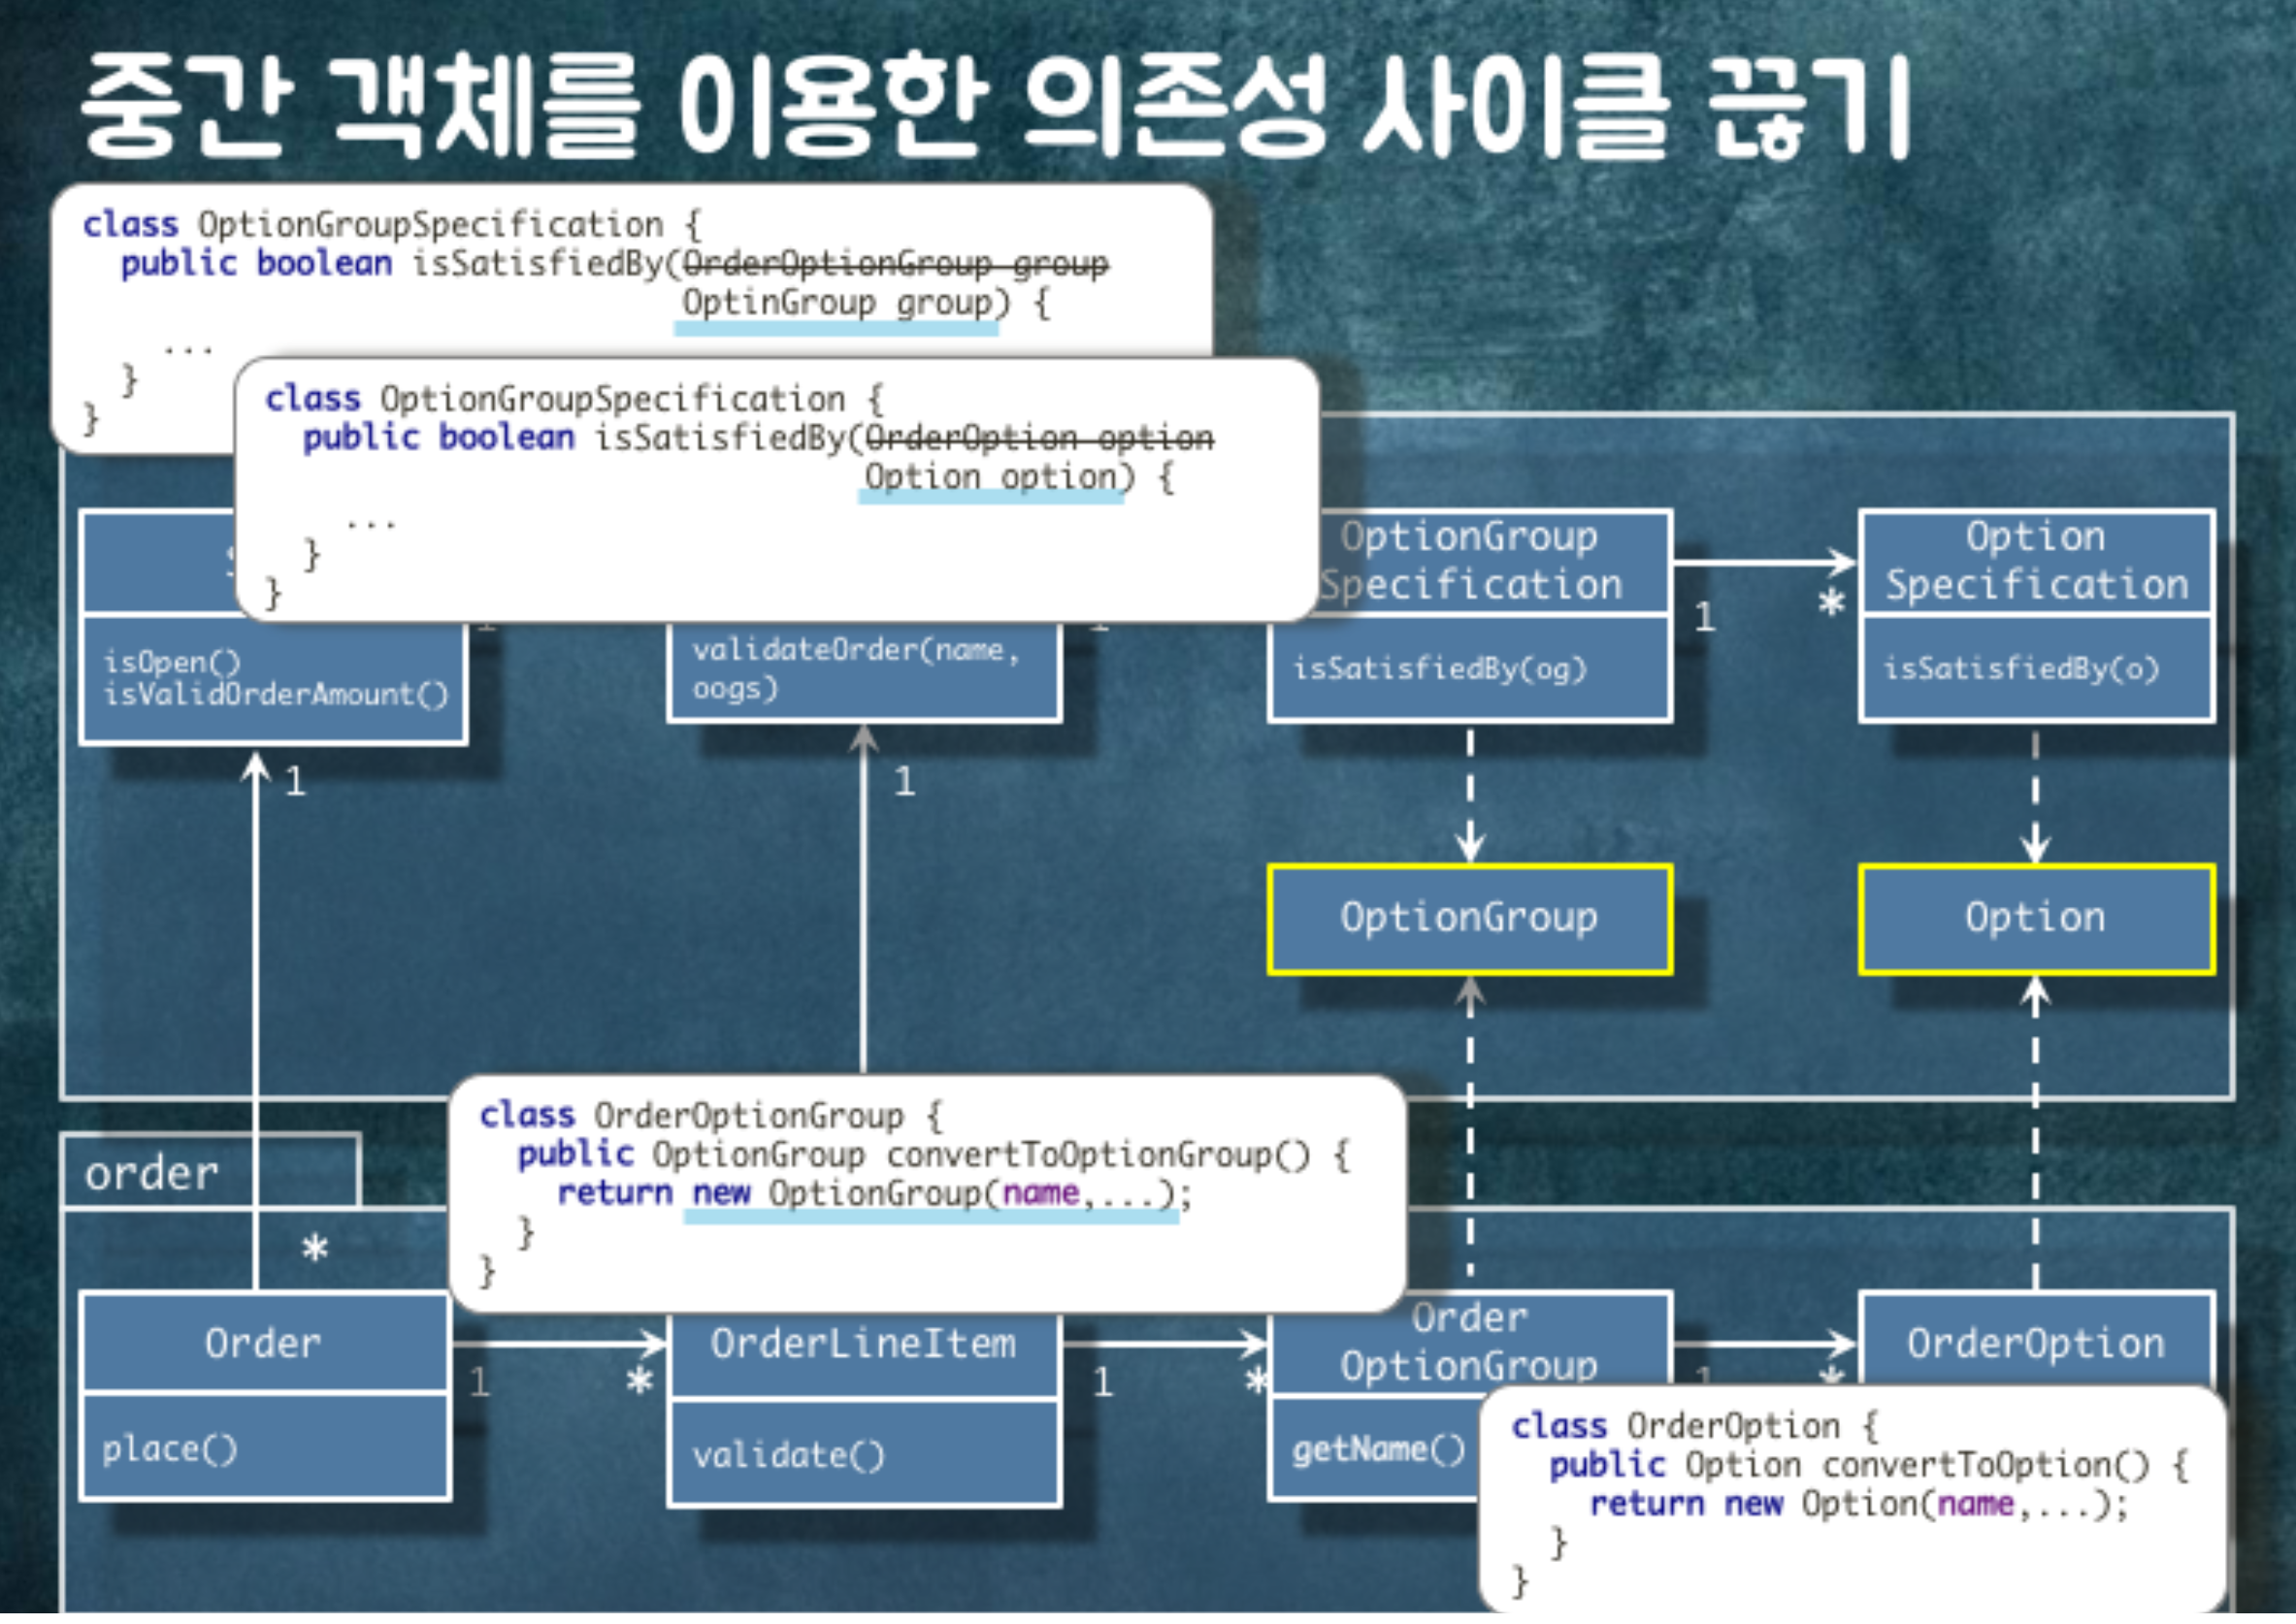 중간 객체를 이용한 의존성 사이클 끊기
class OptionGroupSpecification {
public boolean isSatisfiedBy(OrderOptionGroup group
OptinGroup group) {
...
}
}
class OptionGroupSpecification {
public boolean isSatisfiedBy(OrderOption option
Option option) {
...
}
}
OptionGroup
Specification
isSatisfiedBy(og)
1
*
Option
Specification
isSatisfiedBy(o)
isOpen()
isValidOrderAmount()
validateOrder(name,
oogs)
1
1
OptionGroup
Option
class OrderOptionGroup {
public OptionGroup convertToOptionGroup() {
return new OptionGroup(name,....);
}
}
order
*
Order
place()
1
*
OrderLineItem
validate()
1
*
Order
OptionGroup
getName()
1
*
OrderOption
class OrderOption {
public Option convertToOption() {
return new Option(name,...);
}
}